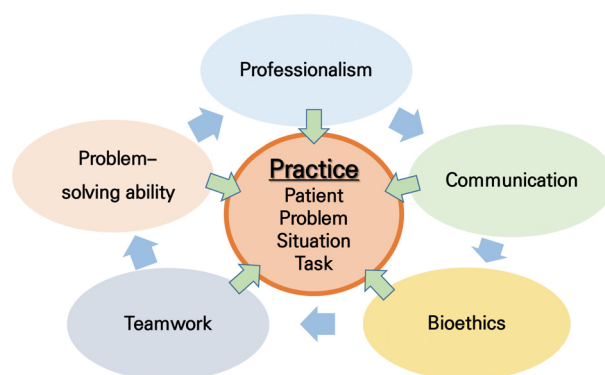 Professionalism
Problem–
solving ability
Practice
Patient
Problem
Situation
Task
Communication
Teamwork
Bioethics